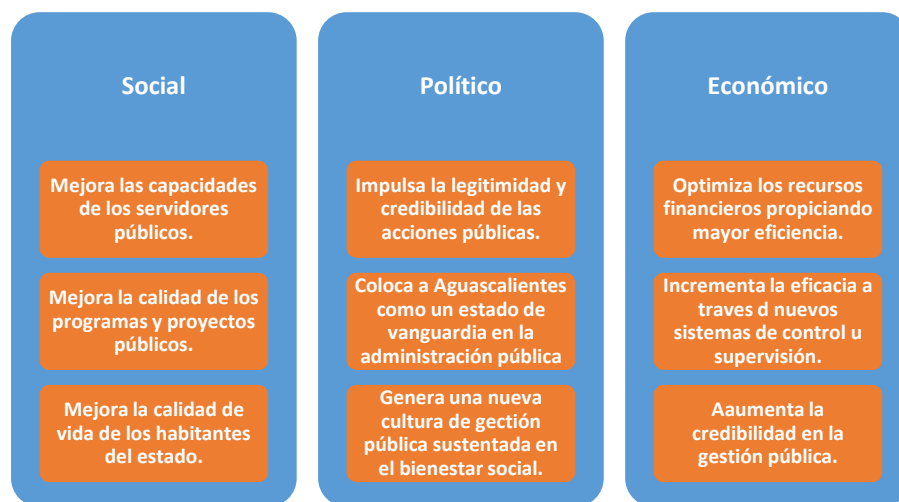 Social
Mejora las capacidades
de los servidores
públicos.
Mejora la calidad de los
programas y proyectos
públicos.
Mejora la calidad de
vida de los habitantes
del estado.
Político
Impulsa la legitimidad y
credibilidad de las
acciones públicas.
Coloca a Aguascalientes
como un estado de
vanguardia en la
administración pública
Genera una nueva
cultura de gectión
pública sustentada en
el bienestar social.
Económico
Optimiza los recursos
financieros propiciando
mayor eficiencia.
Incrementa la eficacia a
traves d nuevos
sistemas de control u
supervisión.
Aaumenta la
credibilidad en la
gestión pública.